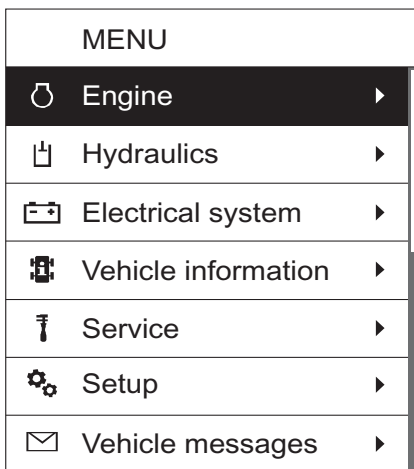 MENU
Engine
Hydraulics
Electrical system
Vehicle information
Service
Setup
Vehicle messages